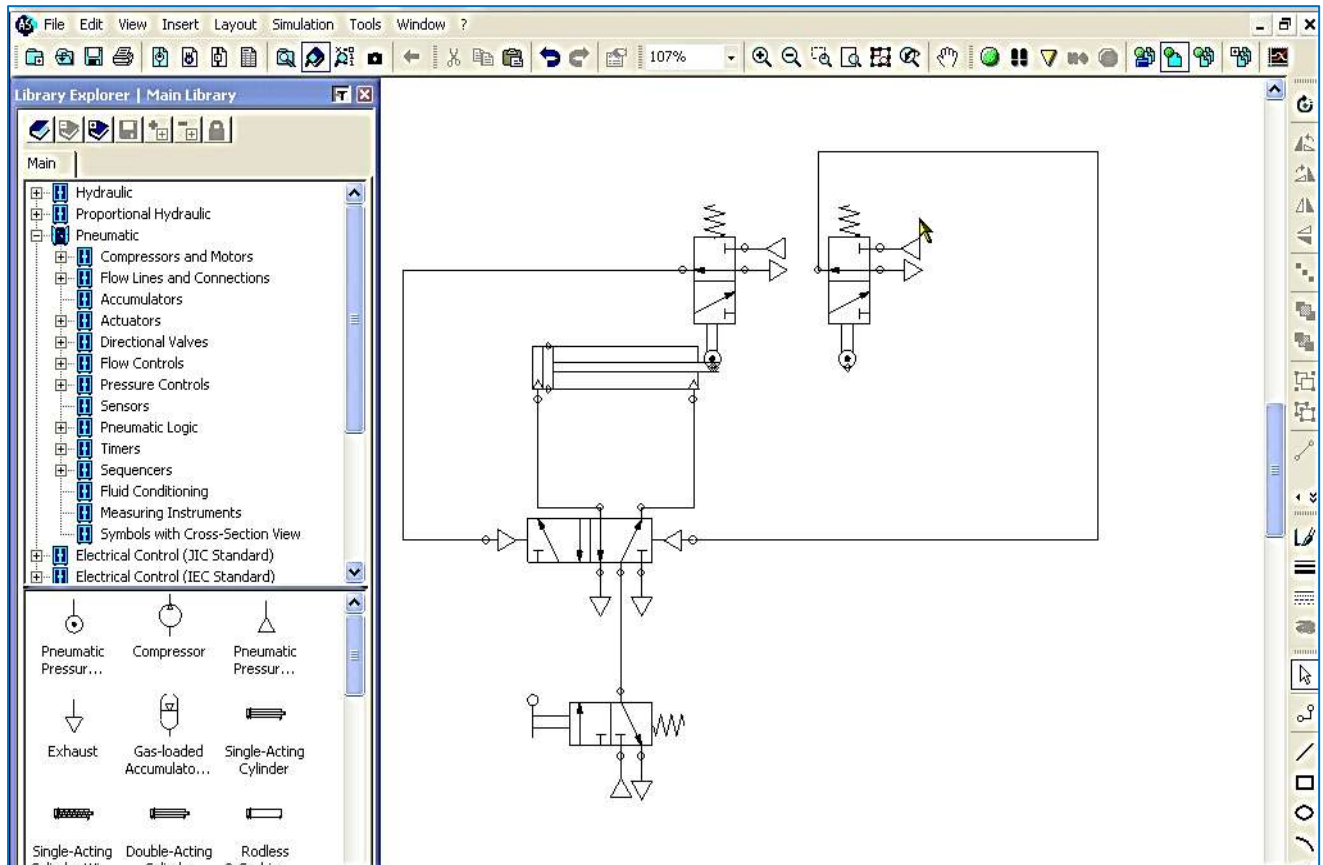 File Edit View Insert Layout Simulation Tools Window ?
107%
Library Explorer | Main Library
Main
Hydraulic
Proportional Hydraulic
Pneumatic
Compressors and Motors
Flow Lines and Connections
Accumulators
Actuators
Directional Valves
Flow Controls
Pressure Controls
Sensors
Pneumatic Logic
Timers
Sequencers
Fluid Conditioning
Measuring Instruments
Symbols with Cross-Section View
Electrical Control (JIC Standard)
Electrical Control (IEC Standard)
Pneumatic Compressor Pneumatic
Pressur... Pressur...
Exhaust Gas-loaded Single-Acting
Accumulato... Cylinder
Single-Acting Double-Acting Rodless